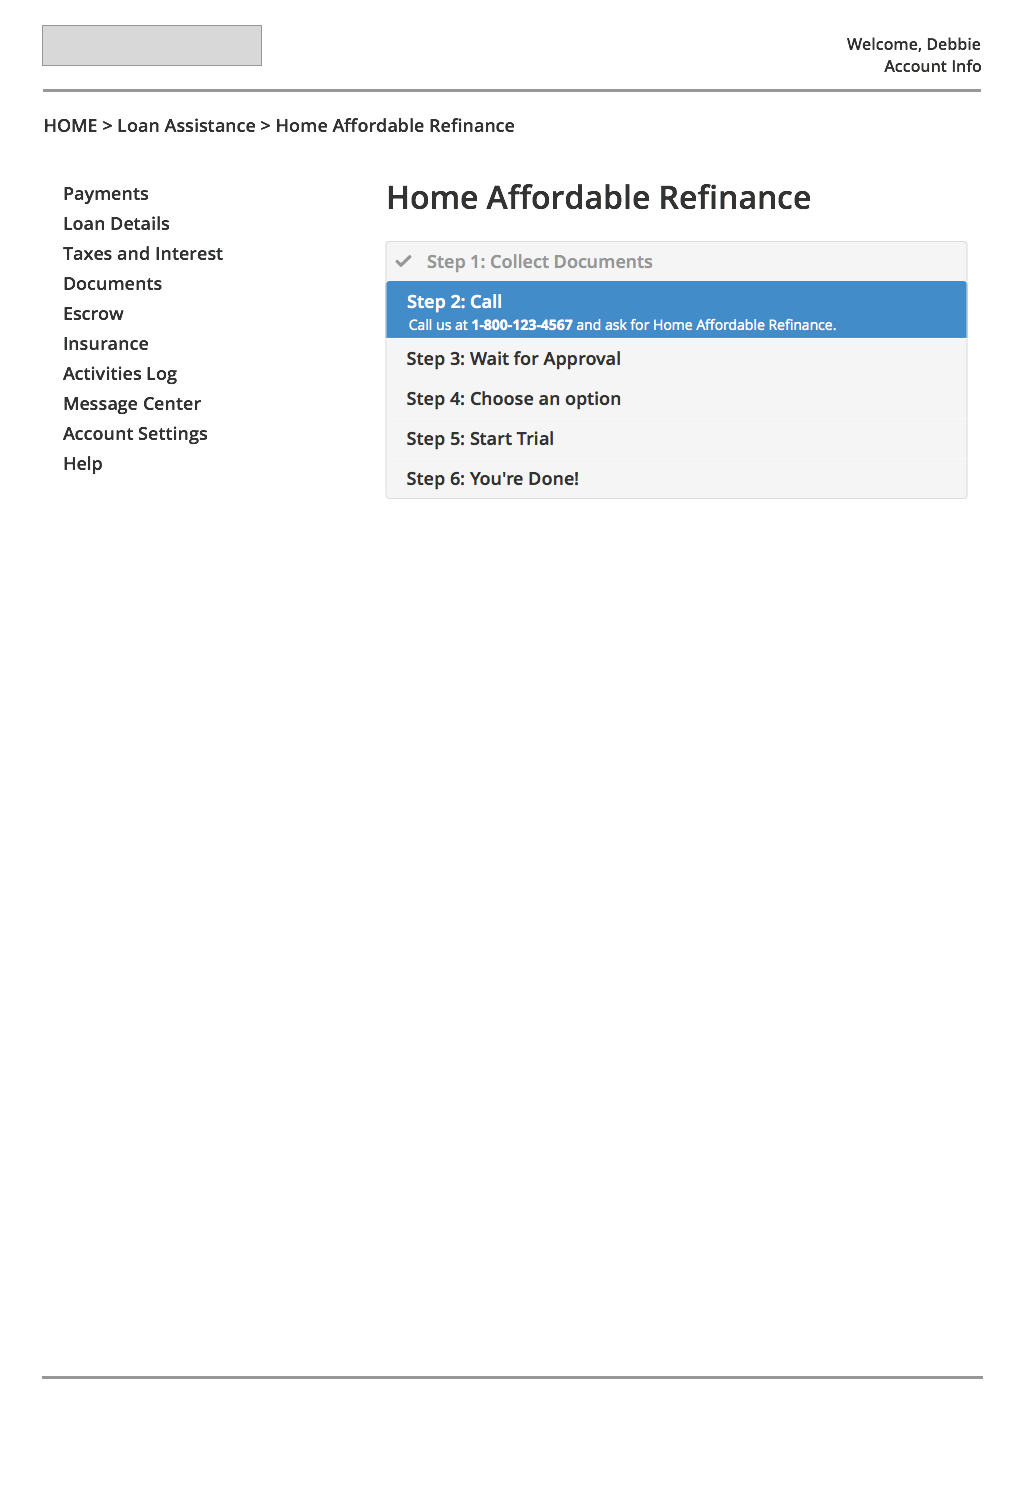 Welcome, Debbie
Account Info
HOME > Loan Assistance > Home Affordable Refinance
Payments
Loan Details
Taxes and Interest
Documents
Escrow
Insurance
Activities Log
Message Center
Account Settings
Help
Home Affordable Refinance
Step 1: Collect Documents
Step 2: Call
Call us at 1-800-123-4567 and ask for Home Affordable Refinance.
Step 3: Wait for Approval
Step 4: Choose an option
Step 5: Start Trial
Step 6: You're Done!